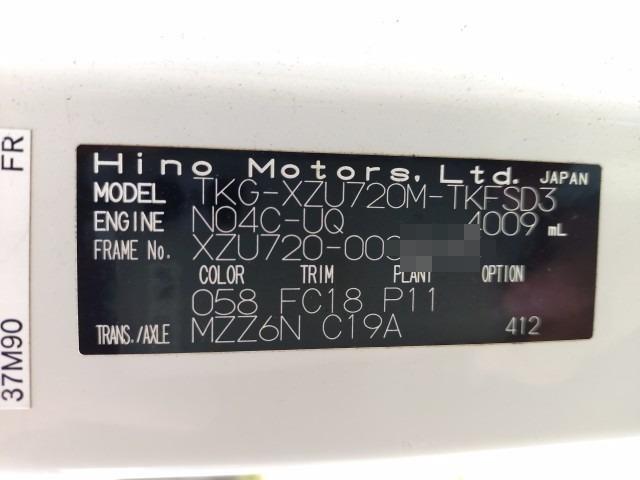 Hino Motors, Ltd. JAPAN
MODEL TKG-XZU720M-TKFSD3
ENGINE N04C-UQ 4009 mL
FRAME No. XZU720-000
COLOR TRIM PLANT OPTION
058 FC18 P11
TRANS./AXLE MZZ6N C19A 412
37M90 FR